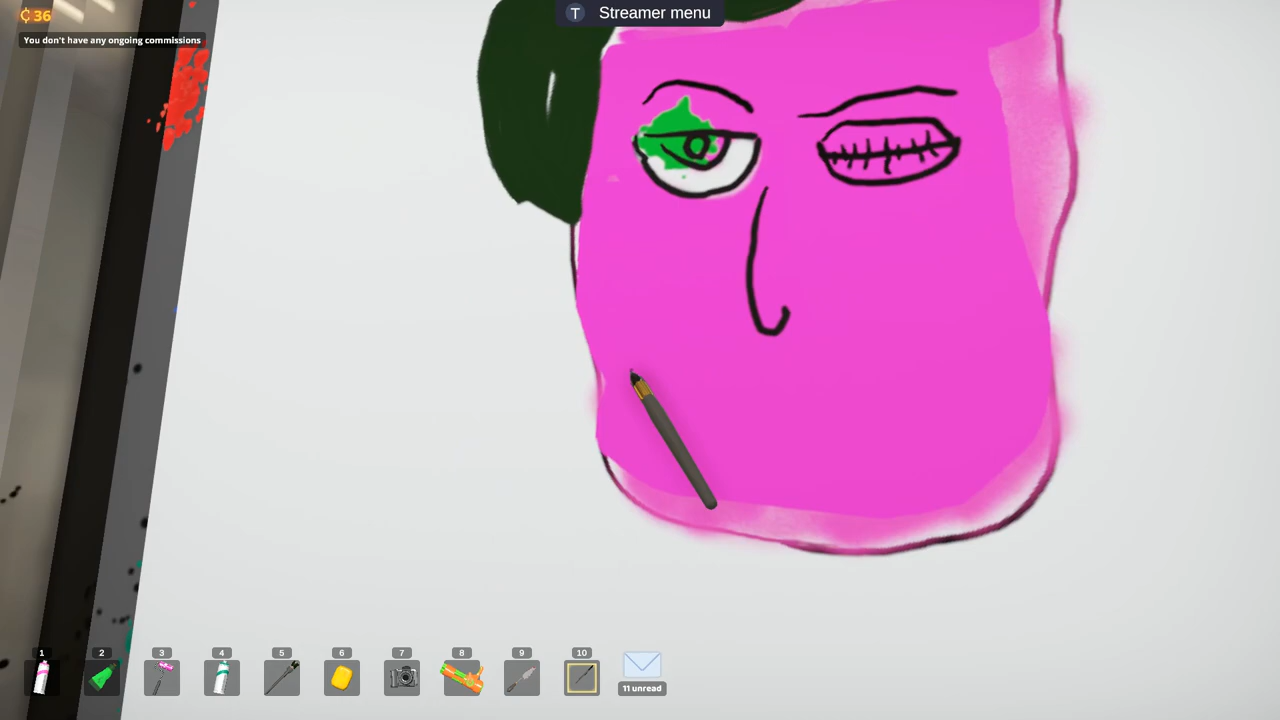 36
T Streamer menu
You don't have any ongoing commissions
1 2 3 4 5 6 7 8 9 10
11 unread